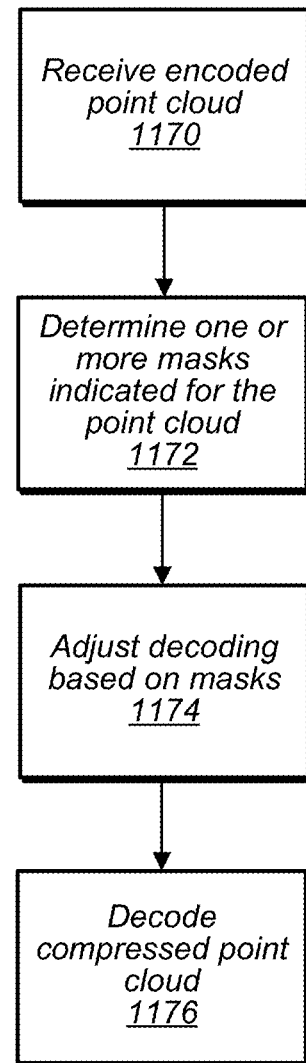 Receive encoded
point cloud
1170
Determine one or
more masks
indicated for the
point cloud
1172
Adjust decoding
based on masks
1174
Decode
compressed point
cloud
1176